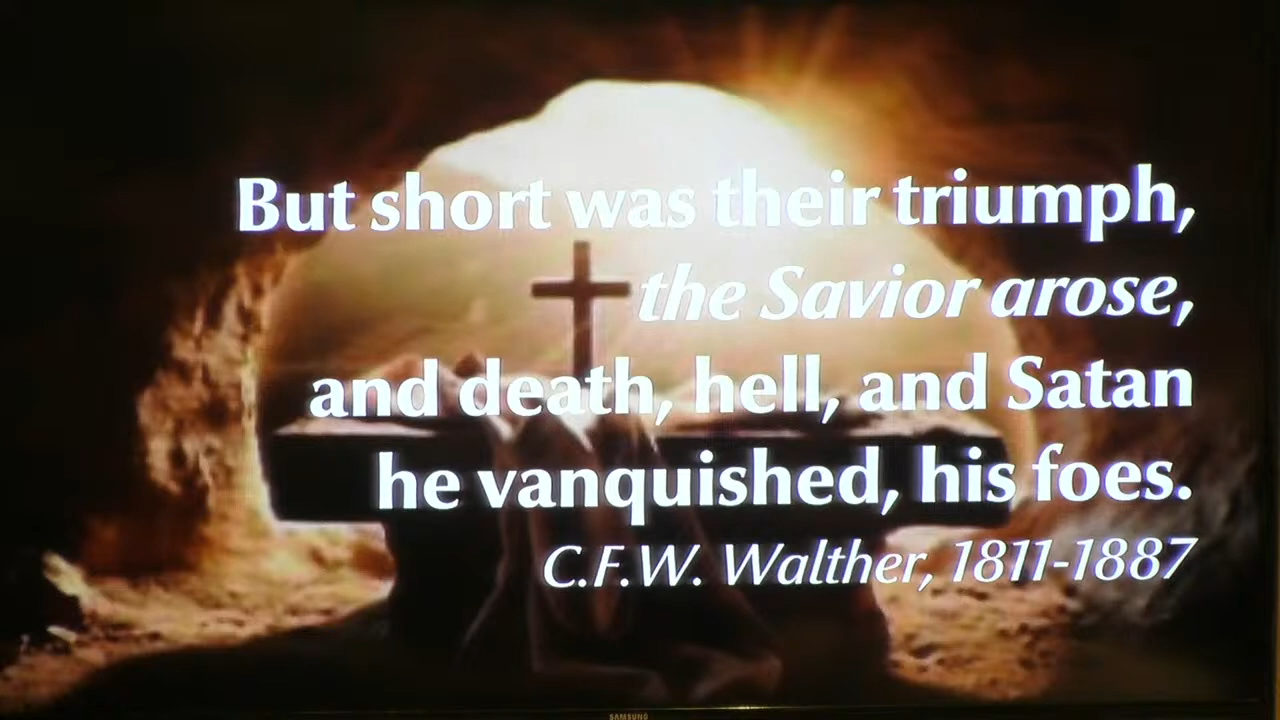 But short was their triumph,
the Savior arose,
and death, hell, and Satan
he vanquished, his foes.
C.F.W. Walther, 1811-1887
SAMSUNG